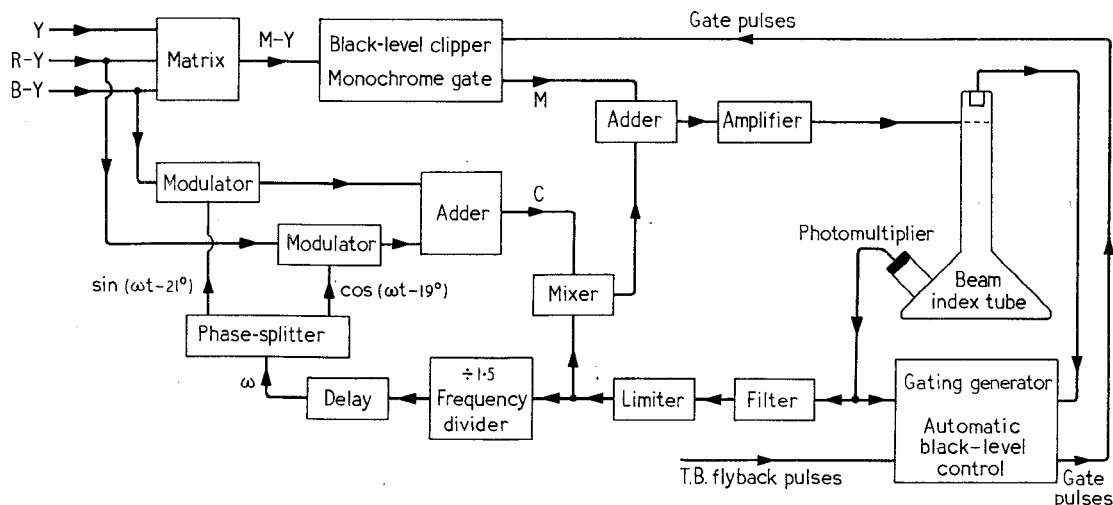 Gate pulses
Y
R-Y
B-Y
Matrix
M-Y
Black-level clipper
Monochrome gate
M
Adder
Amplifier
Modulator
Adder
C
Modulator
Photomultiplier
Beam
index tube
sin (ωt-21°)
cos (ωt-19°)
Mixer
Phase-splitter
ω
Delay
÷1·5
Frequency
divider
Limiter
Filter
Gating generator
Automatic
black-level
control
T.B. flyback pulses
Gate
pulses